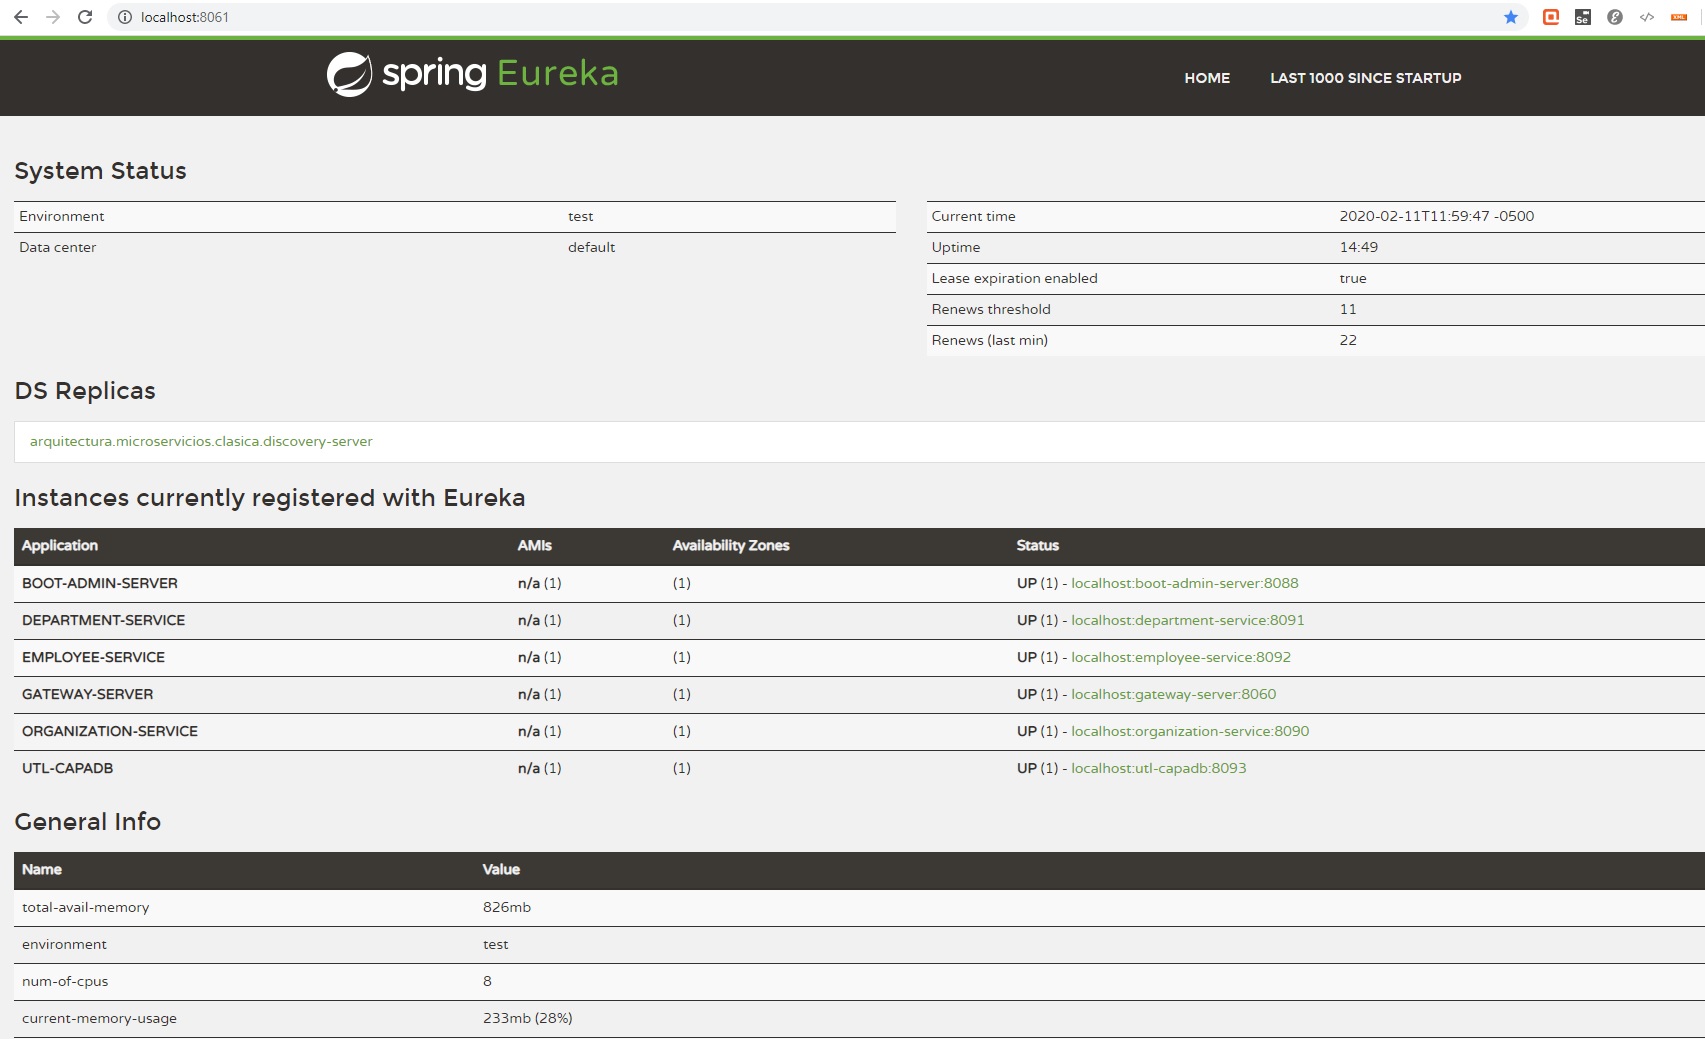 localhost:8061
Se
</>
XML
spring Eureka
HOME LAST 1000 SINCE STARTUP
System Status
Environment test
Data center default
Current time 2020-02-11T11:59:47 -0500
Uptime 14:49
Lease expiration enabled true
Renews threshold 11
Renews (last min) 22
DS Replicas
arquitectura.microservicios.clasica.discovery-server
Instances currently registered with Eureka
Application AMIs Availability Zones Status
BOOT-ADMIN-SERVER n/a (1) (1) UP (1) - localhost:boot-admin-server:8088
DEPARTMENT-SERVICE n/a (1) (1) UP (1) - localhost:department-service:8091
EMPLOYEE-SERVICE n/a (1) (1) UP (1) - localhost:employee-service:8092
GATEWAY-SERVER n/a (1) (1) UP (1) - localhost:gateway-server:8060
ORGANIZATION-SERVICE n/a (1) (1) UP (1) - localhost:organization-service:8090
UTL-CAPADB n/a (1) (1) UP (1) - localhost:utl-capadb:8093
General Info
Name Value
total-avail-memory 826mb
environment test
num-of-cpus 8
current-memory-usage 233mb (28%)